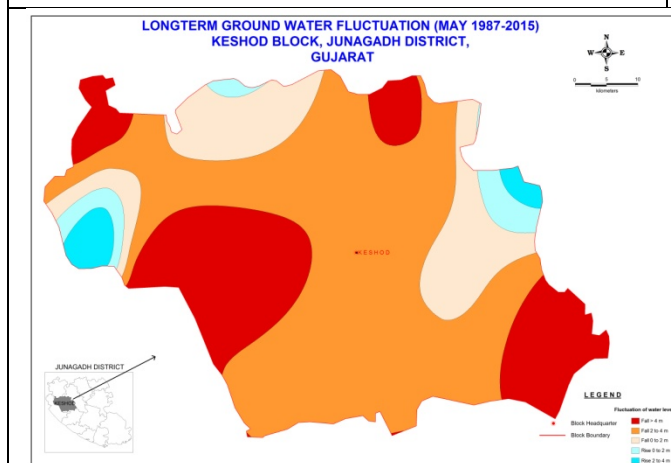 LONGTERM GROUND WATER FLUCTUATION (MAY 1987-2015)
KESHOD BLOCK, JUNAGADH DISTRICT,
GUJARAT
N
W E
S
0 5 10
kilometers
KESHOD
JUNAGADH DISTRICT
KESHOD
LEGEND
Fluctuation of water level
Block Headquarter
Block Boundary
Fall > 4 m
Fall 2 to 4 m
Fall 0 to 2 m
Rise 0 to 2 m
Rise 2 to 4 m